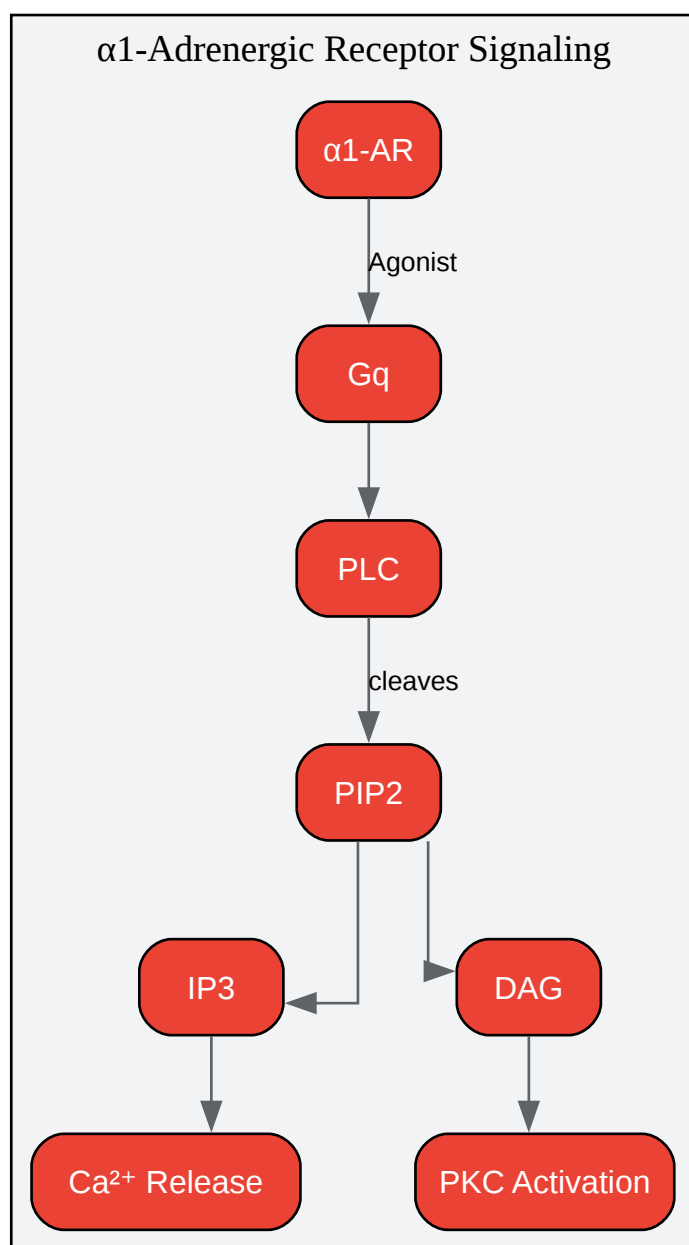 α1-Adrenergic Receptor Signaling
α1-AR
Agonist
Gq
PLC
cleaves
PIP2
IP3
DAG
Ca²⁺ Release
PKC Activation